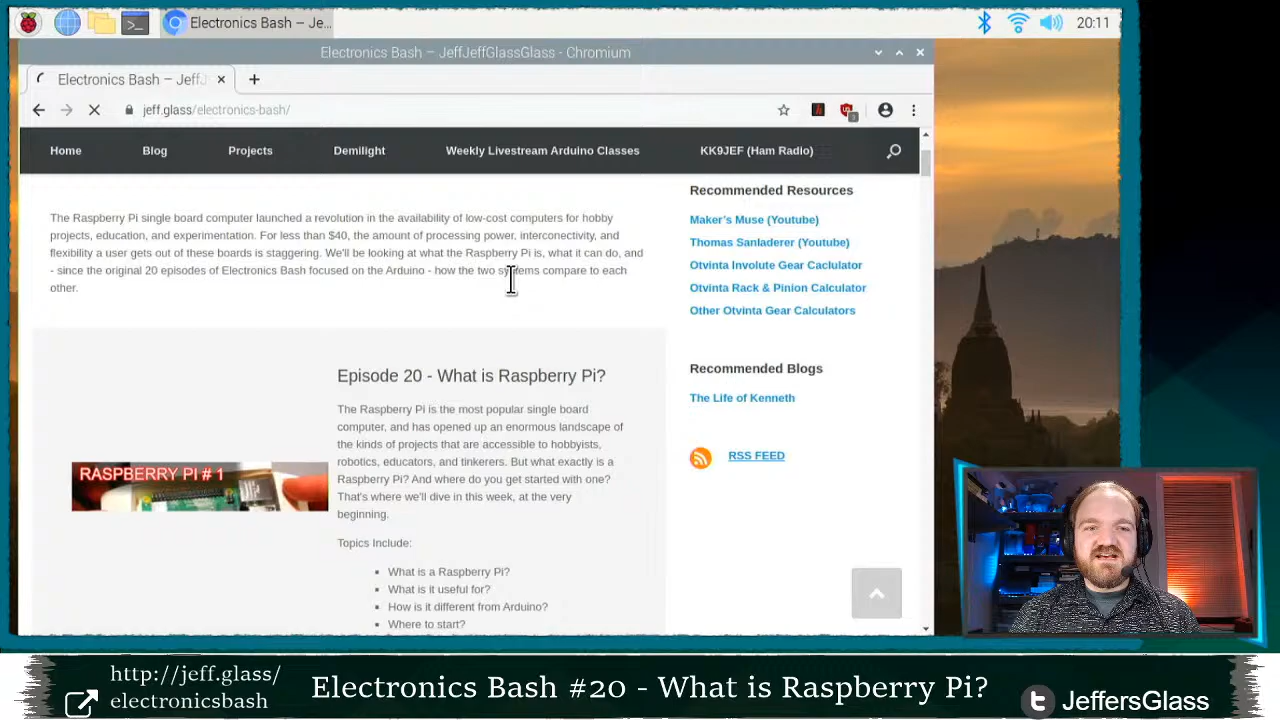 Electronics Bash – Je...
20:11
Electronics Bash – JeffJeffGlassGlass - Chromium
Electronics Bash – JeffJ
jeff.glass/electronics-bash/
Home Blog Projects Demilight Weekly Livestream Arduino Classes KK9JEF (Ham Radio)
The Raspberry Pi single board computer launched a revolution in the availability of low-cost computers for hobby
projects, education, and experimentation. For less than $40, the amount of processing power, interconectivity, and
flexibility a user gets out of these boards is staggering. We'll be looking at what the Raspberry Pi is, what it can do, and
- since the original 20 episodes of Electronics Bash focused on the Arduino - how the two systems compare to each
other.
Episode 20 - What is Raspberry Pi?
RASPBERRY PI # 1
The Raspberry Pi is the most popular single board
computer, and has opened up an enormous landscape of
the kinds of projects that are accessible to hobbyists,
robotics, educators, and tinkerers. But what exactly is a
Raspberry Pi? And where do you get started with one?
That's where we'll dive in this week, at the very
beginning.
Topics Include:
What is a Raspberry Pi?
What is it useful for?
How is it different from Arduino?
Where to start?
Recommended Resources
Maker's Muse (Youtube)
Thomas Sanladerer (Youtube)
Otvinta Involute Gear Caclulator
Otvinta Rack & Pinion Calculator
Other Otvinta Gear Calculators
Recommended Blogs
The Life of Kenneth
RSS FEED
http://jeff.glass/
electronicsbash
Electronics Bash #20 - What is Raspberry Pi?
JeffersGlass